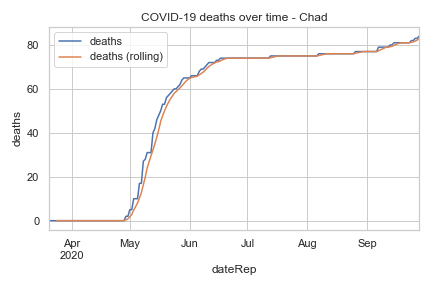 COVID-19 deaths over time - Chad
deaths
deaths (rolling)
80
60
40
20
0
deaths
Apr
2020
May
Jun
Jul
Aug
Sep
dateRep